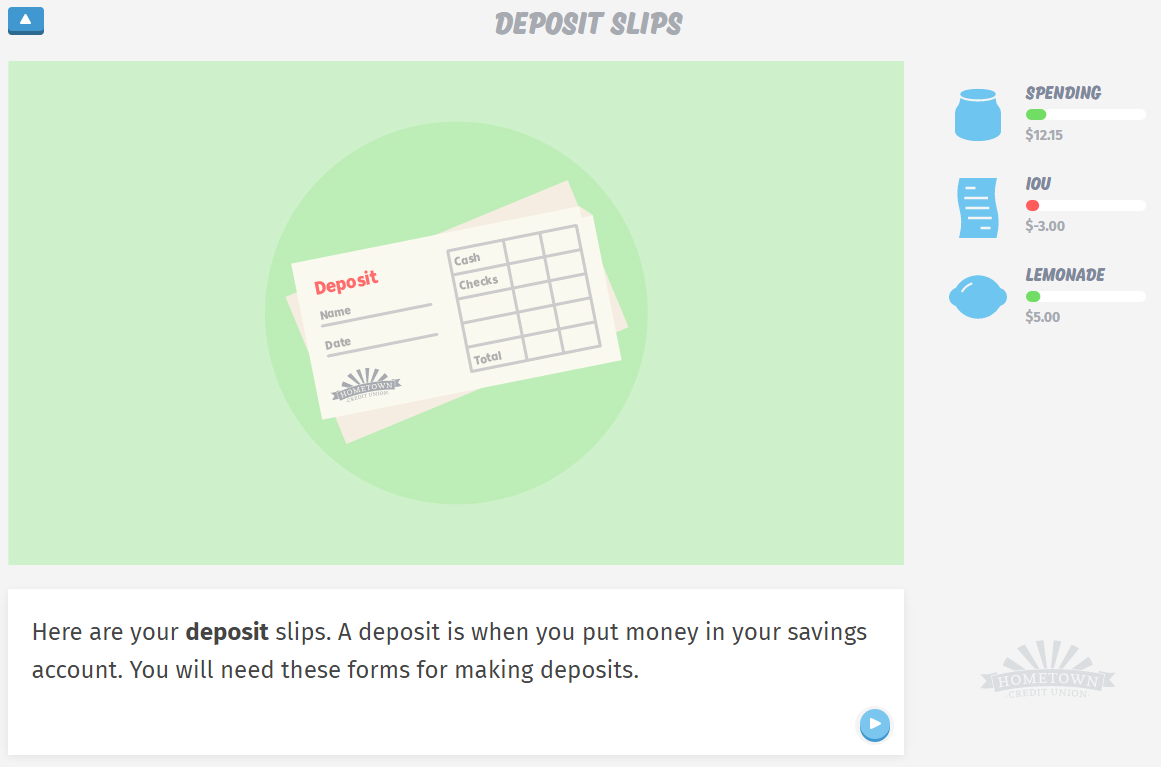 DEPOSIT SLIPS
SPENDING
$12.15
IOU
$-3.00
LEMONADE
$5.00
Deposit
Name
Date
Cash
Checks
Total
HOMETOWN
CREDIT UNION
Here are your deposit slips. A deposit is when you put money in your savings
account. You will need these forms for making deposits.
HOMETOWN
CREDIT UNION